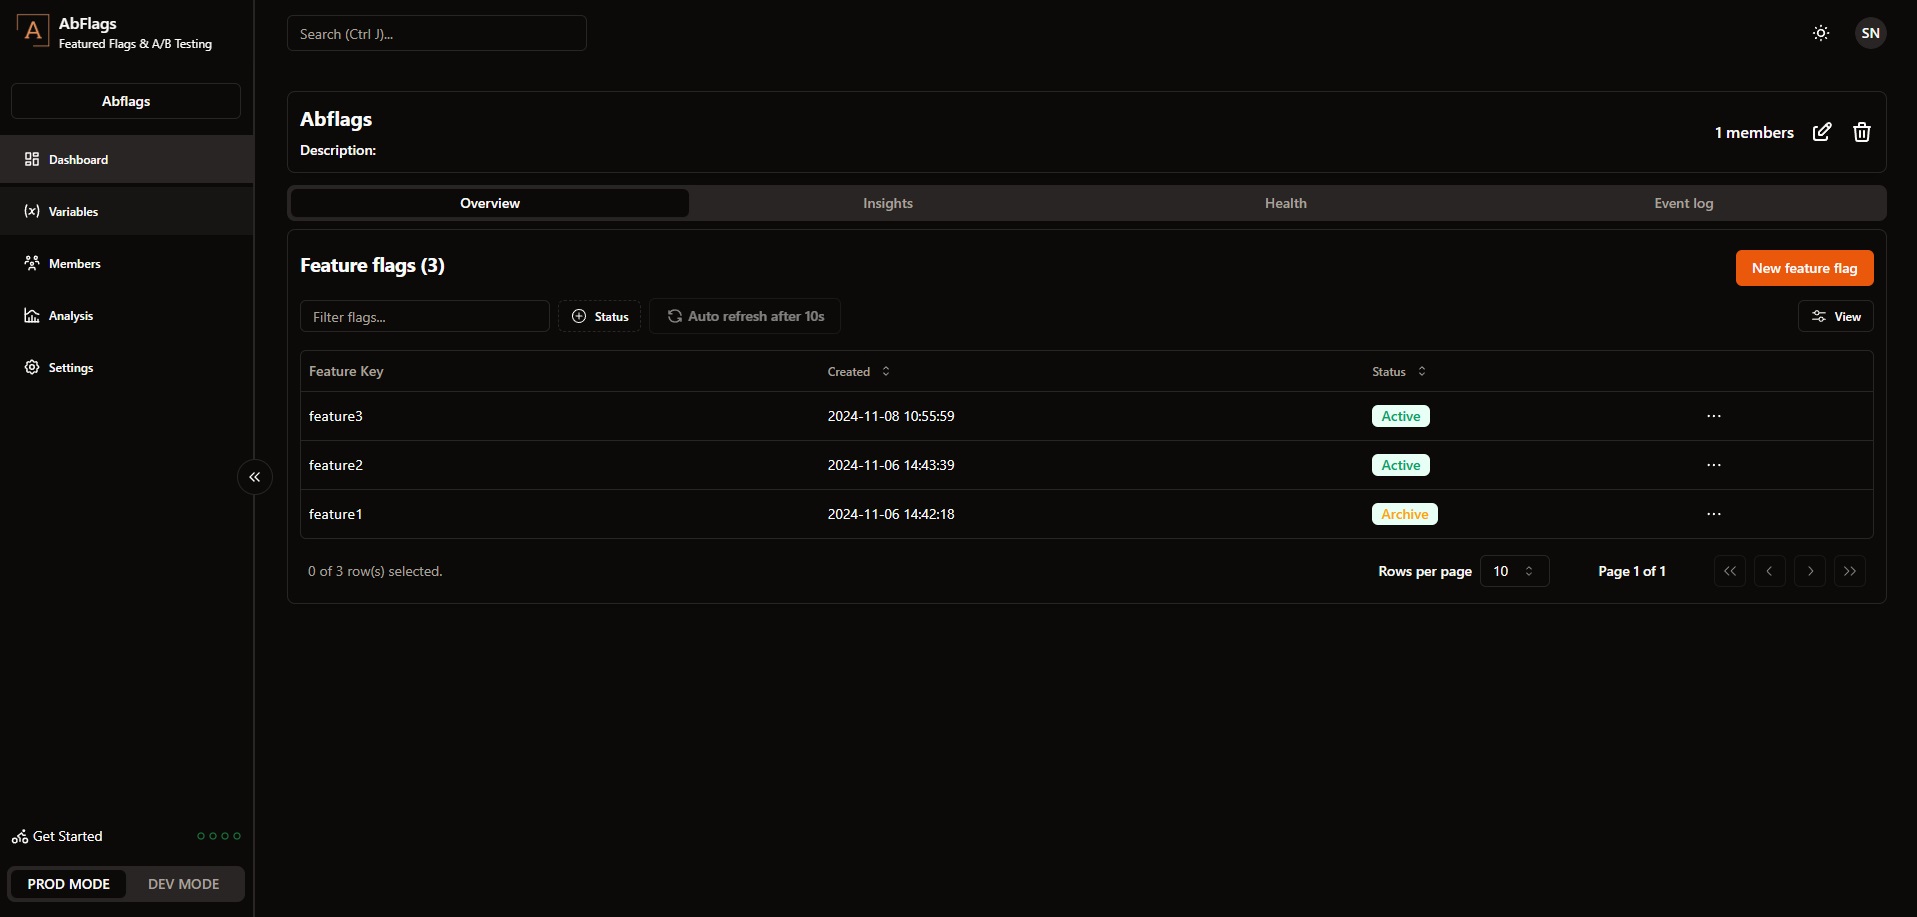 A
AbFlags
Featured Flags & A/B Testing
Abflags
Dashboard
(x) Variables
Members
Analysis
Settings
Get Started
PROD MODE
DEV MODE
Search (Ctrl J)...
SN
Abflags
Description:
1 members
Overview
Insights
Health
Event log
Feature flags (3)
New feature flag
Filter flags...
Status
Auto refresh after 10s
View
Feature Key Created Status
feature3 2024-11-08 10:55:59 Active ...
feature2 2024-11-06 14:43:39 Active ...
feature1 2024-11-06 14:42:18 Archive ...
0 of 3 row(s) selected.
Rows per page 10
Page 1 of 1